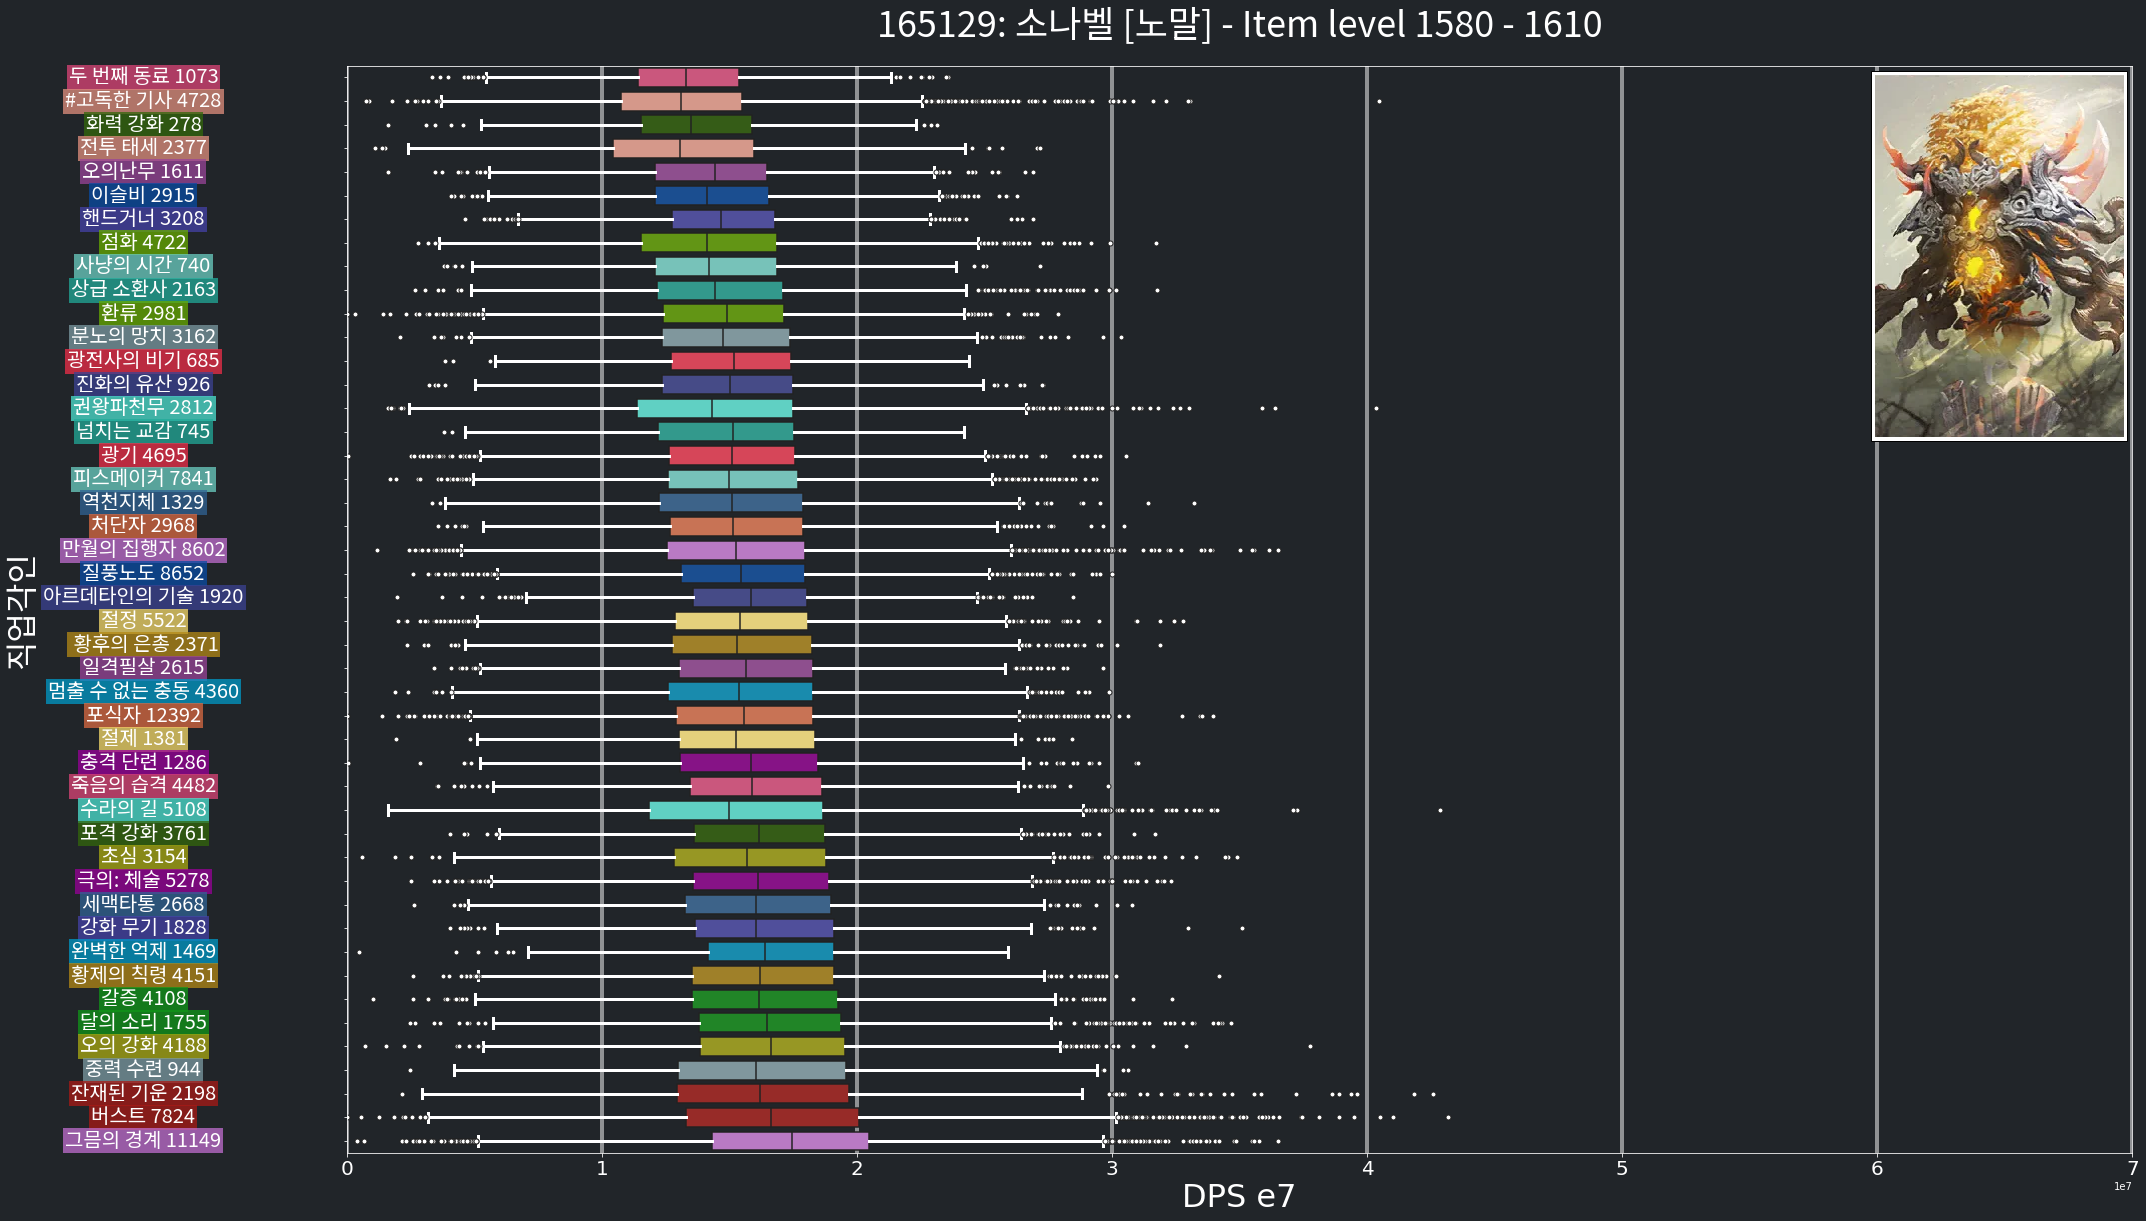 165129: 소나벨 [노말] - Item level 1580 - 1610
두 번째 동료 1073
#고독한 기사 4728
화력 강화 278
전투 태세 2377
오의난무 1611
이슬비 2915
핸드거너 3208
점화 4722
사냥의 시간 740
상급 소환사 2163
환류 2981
분노의 망치 3162
광전사의 비기 685
진화의 유산 926
권왕파천무 2812
넘치는 교감 745
광기 4695
피스메이커 7841
역천지체 1329
처단자 2968
만월의 집행자 8602
질풍노도 8652
아르데타인의 기술 1920
절정 5522
황후의 은총 2371
일격필살 2615
멈출 수 없는 충동 4360
포식자 12392
절제 1381
충격 단련 1286
죽음의 습격 4482
수라의 길 5108
포격 강화 3761
초심 3154
극의: 체술 5278
세맥타통 2668
강화 무기 1828
완벽한 억제 1469
황제의 칙령 4151
갈증 4108
달의 소리 1755
오의 강화 4188
중력 수련 944
잔재된 기운 2198
버스트 7824
그믐의 경계 11149
직업각인
0 1 2 3 4 5 6 7
1e7
DPS e7